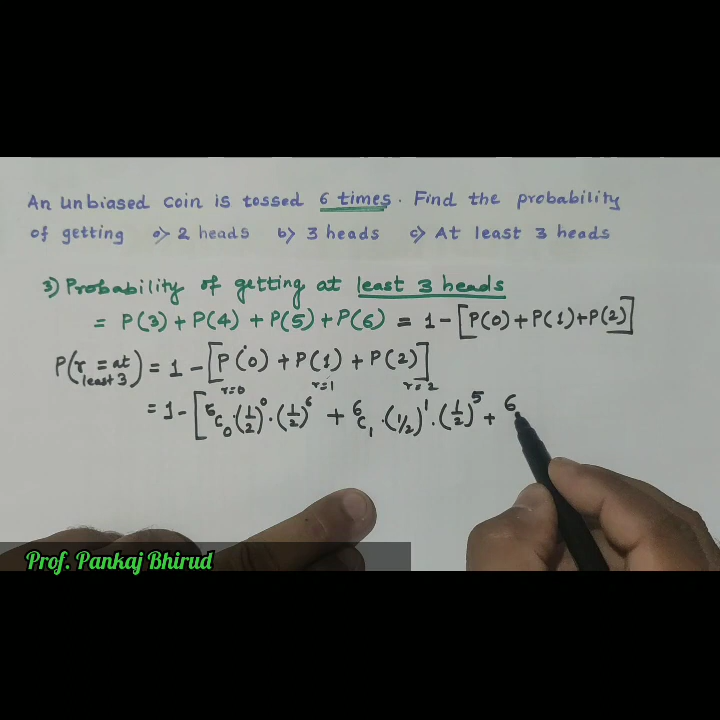 An unbiased coin is tossed 6 times. Find the probability
of getting a> 2 heads b> 3 heads c> At least 3 heads
3) Probability of getting at least 3 heads
= P(3) + P(4) + P(5) + P(6) = 1 - [P(0) + P(1) + P(2)]
P(r = at least 3) = 1 - [P(0) + P(1) + P(2)]
r=0 r=1 r=2
= 1 - [⁶C₀ · (1/2)⁰ · (1/2)⁶ + ⁶C₁ · (1/2)¹ · (1/2)⁵ + 6
Prof. Pankaj Bhirud